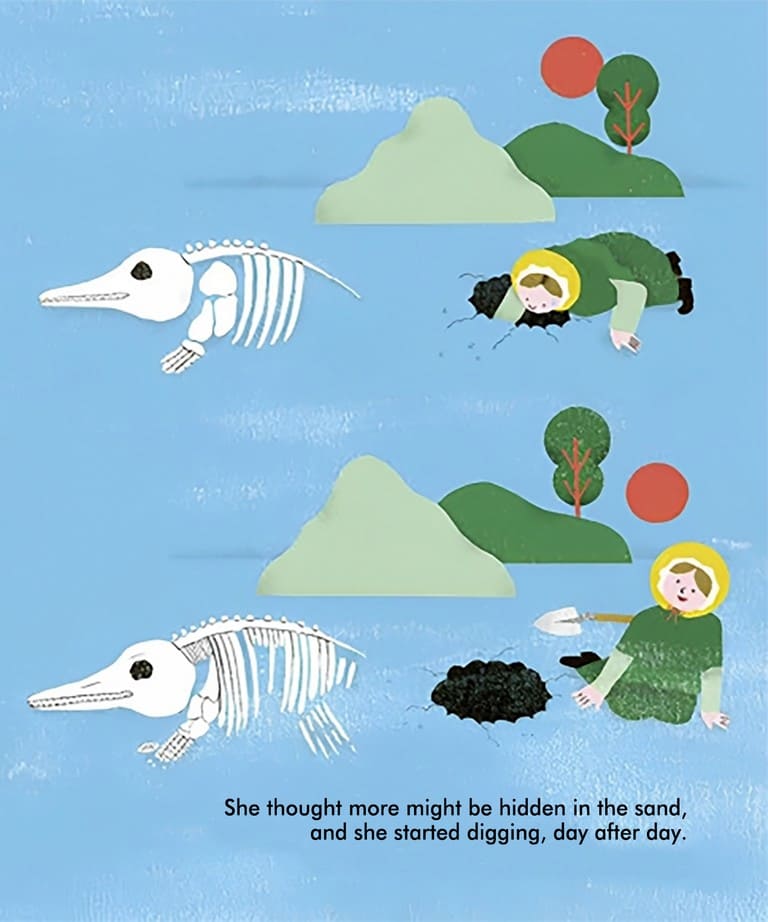 She thought more might be hidden in the sand,
and she started digging, day after day.